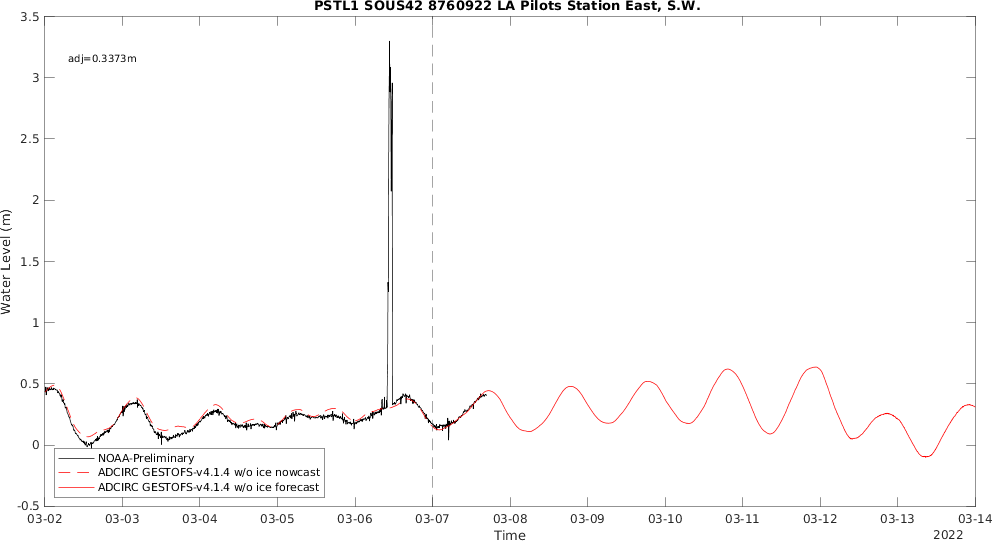 PSTL1 SOUS42 8760922 LA Pilots Station East, S.W.
adj=0.3373m
Water Level (m)
3.5
3
2.5
2
1.5
1
0.5
0
-0.5
NOAA-Preliminary
ADCIRC GESTOFS-v4.1.4 w/o ice nowcast
ADCIRC GESTOFS-v4.1.4 w/o ice forecast
03-02 03-03 03-04 03-05 03-06 03-07 03-08 03-09 03-10 03-11 03-12 03-13 03-14
Time
2022